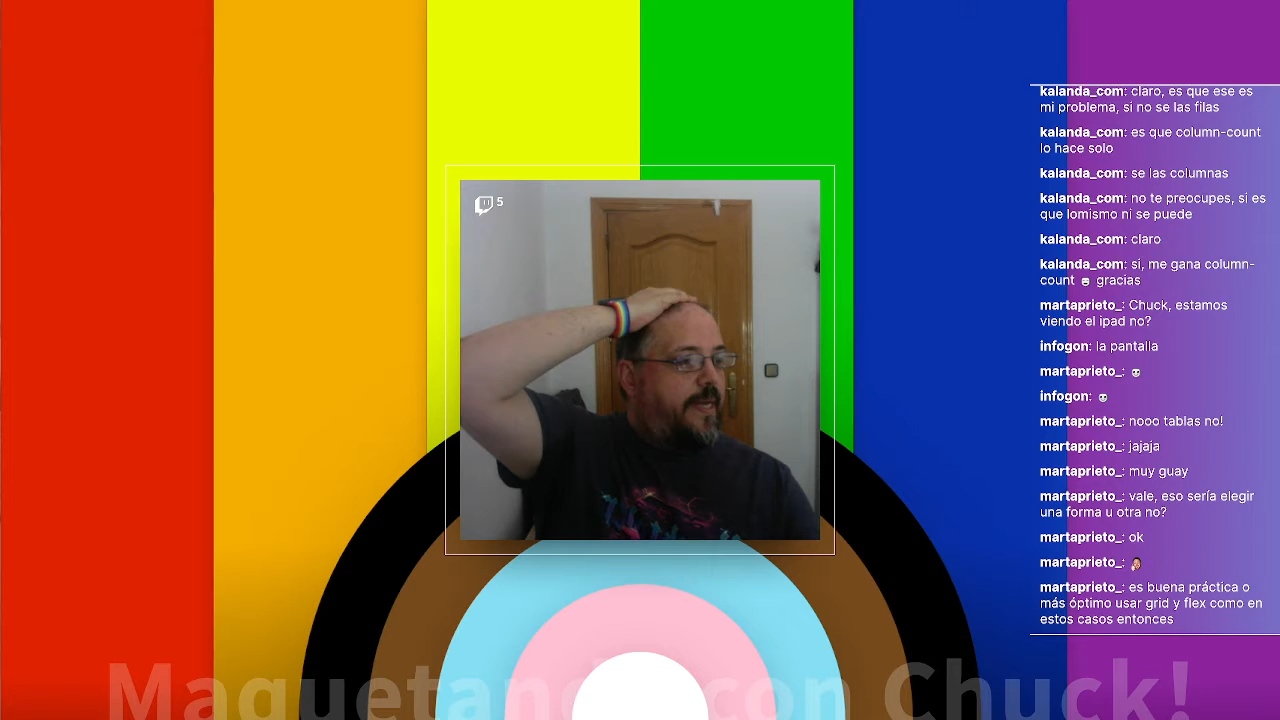 5
kalanda_com: claro, es que ese es
mi problema, si no se las filas
kalanda_com: es que column-count
lo hace solo
kalanda_com: se las columnas
kalanda_com: no te preocupes, si es
que lomismo ni se puede
kalanda_com: claro
kalanda_com: si, me gana column-
count gracias
martaprieto_: Chuck, estamos
viendo el ipad no?
infogon: la pantalla
martaprieto_:
infogon:
martaprieto_: nooo tablas no!
martaprieto_: jajaja
martaprieto_: muy guay
martaprieto_: vale, eso sería elegir
una forma u otra no?
martaprieto_: ok
martaprieto_:
martaprieto_: es buena práctica o
más óptimo usar grid y flex como en
estos casos entonces
Maquetando con Chuck!